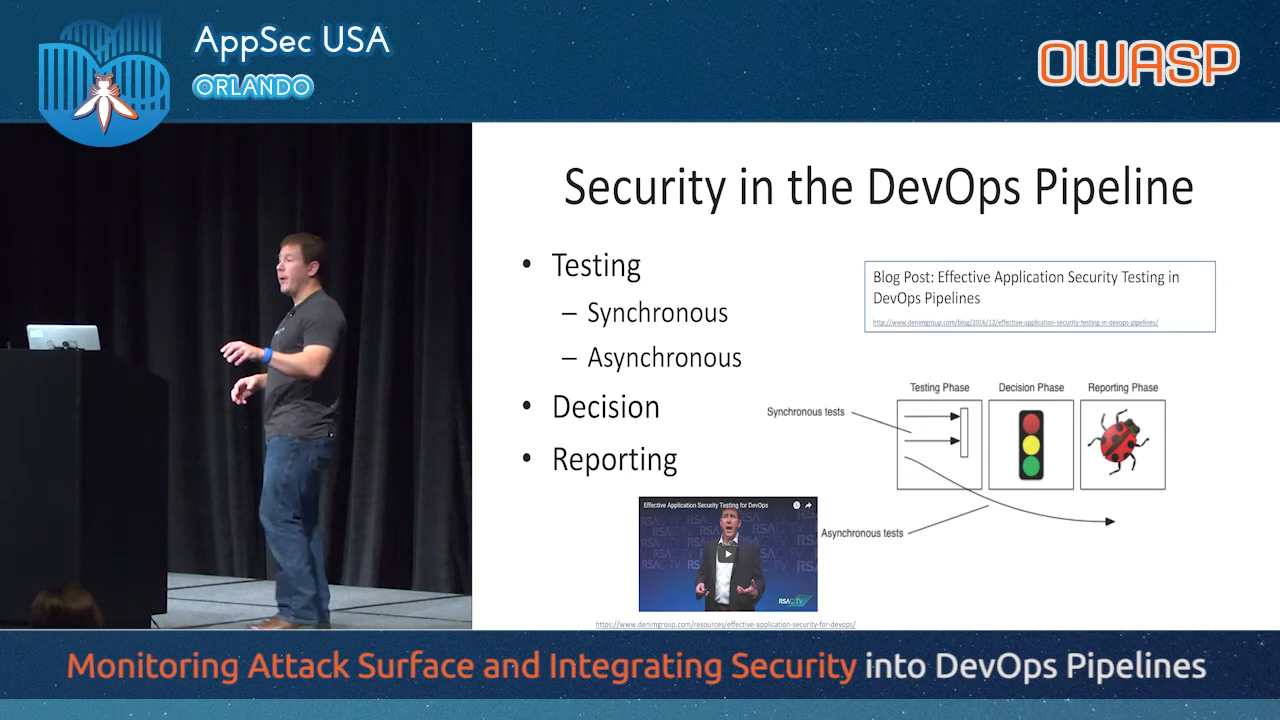 AppSec USA
ORLANDO
OWASP
Security in the DevOps Pipeline
• Testing
– Synchronous
– Asynchronous
• Decision
• Reporting
Blog Post: Effective Application Security Testing in
DevOps Pipelines
http://www.denimgroup.com/blog/2016/12/effective-application-security-testing-in-devops-pipelines/
Testing Phase
Decision Phase
Reporting Phase
Synchronous tests
Asynchronous tests
Effective Application Security Testing for DevOps
RSAC TV
https://www.denimgroup.com/resources/effective-application-security-for-devops/
Monitoring Attack Surface and Integrating Security into DevOps Pipelines